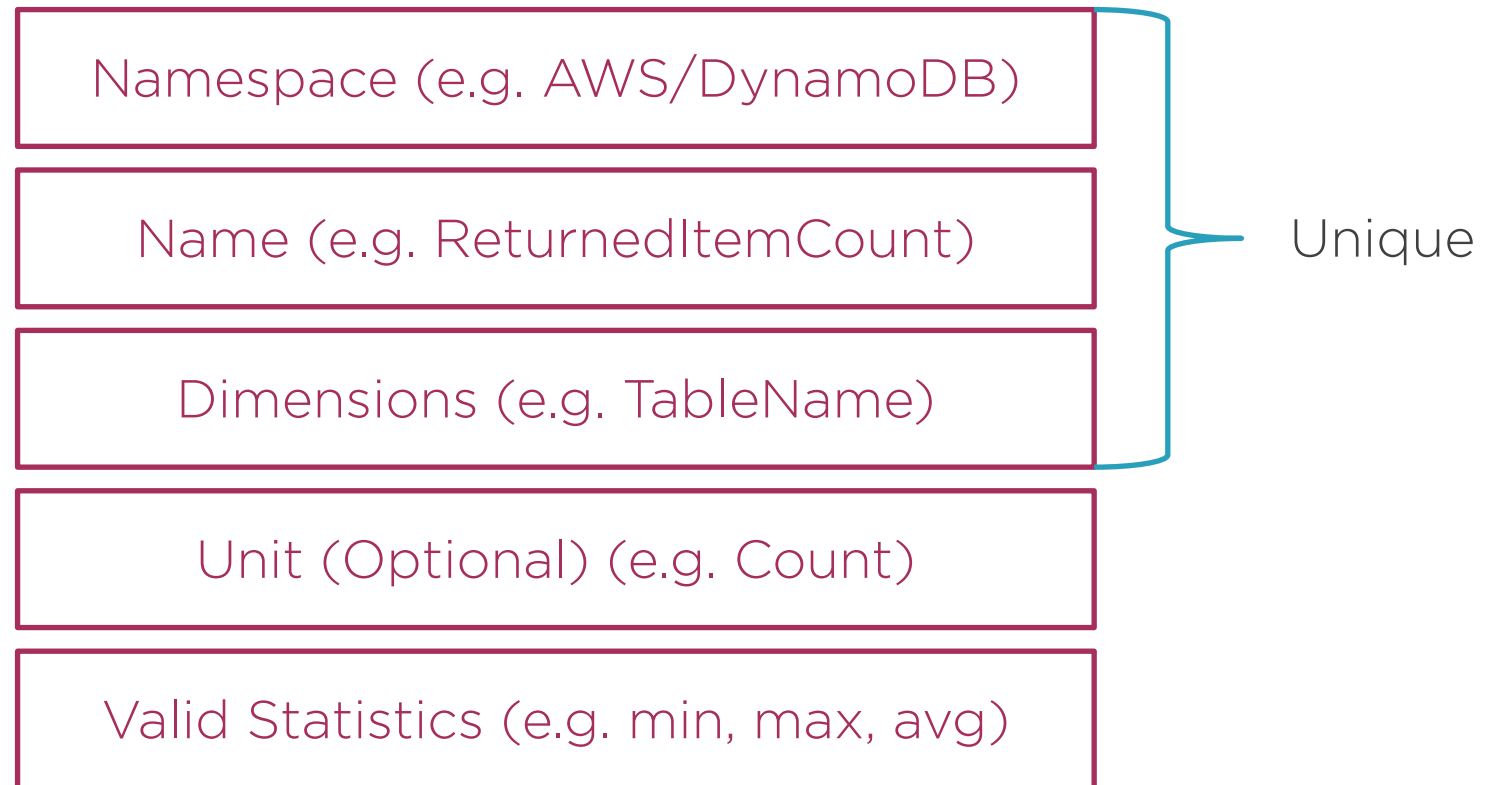 Namespace (e.g. AWS/DynamoDB)
Name (e.g. ReturnedItemCount)
Unique
Dimensions (e.g. TableName)
Unit (Optional) (e.g. Count)
Valid Statistics (e.g. min, max, avg)